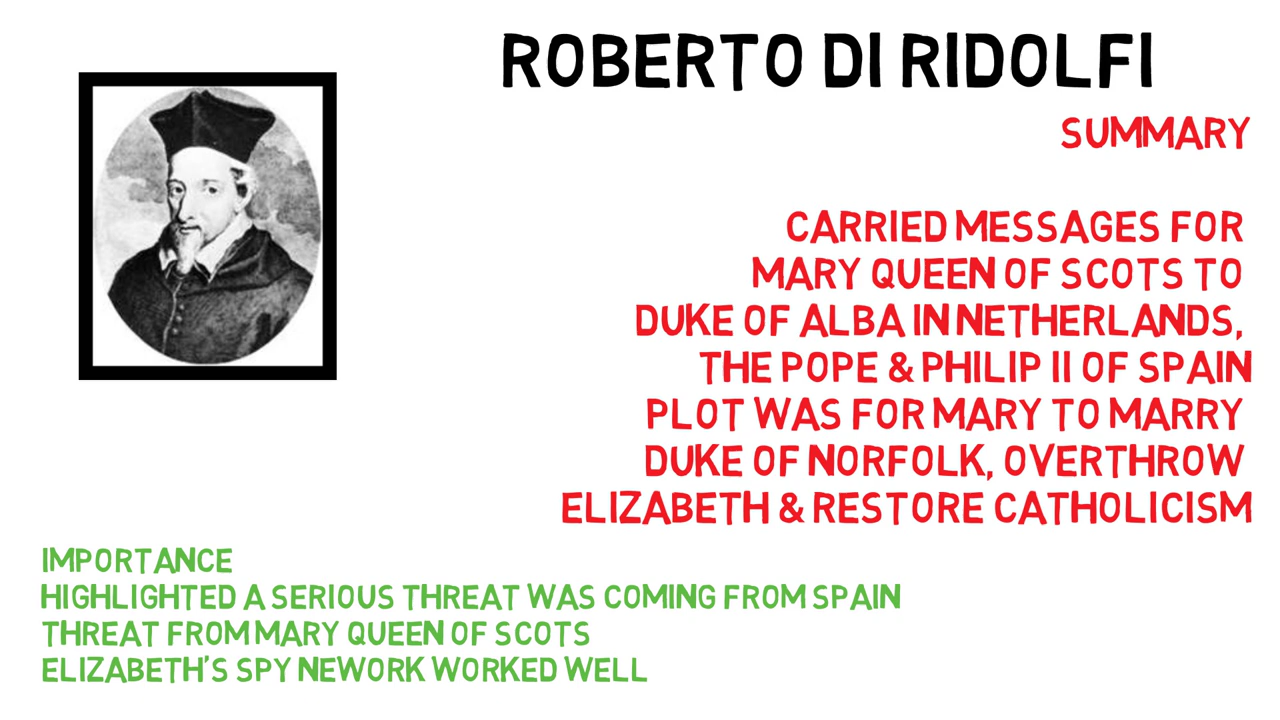 ROBERTO DI RIDOLFI
SUMMARY
CARRIED MESSAGES FOR
MARY QUEEN OF SCOTS TO
DUKE OF ALBA IN NETHERLANDS,
THE POPE & PHILIP II OF SPAIN
PLOT WAS FOR MARY TO MARRY
DUKE OF NORFOLK, OVERTHROW
ELIZABETH & RESTORE CATHOLICISM
IMPORTANCE
HIGHLIGHTED A SERIOUS THREAT WAS COMING FROM SPAIN
THREAT FROM MARY QUEEN OF SCOTS
ELIZABETH'S SPY NEWORK WORKED WELL